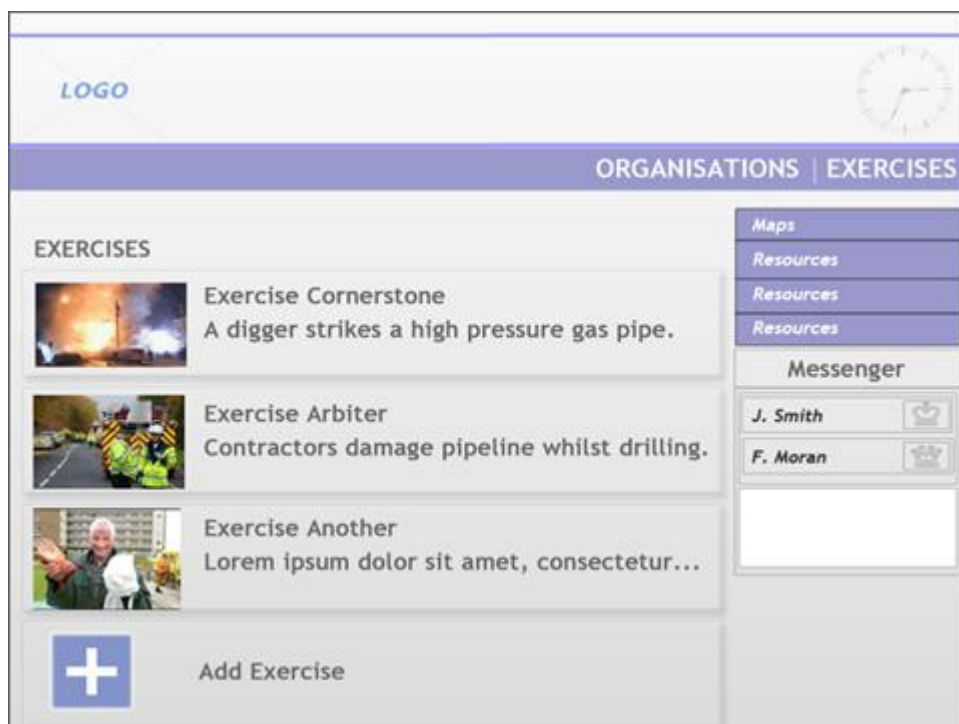 LOGO
ORGANISATIONS | EXERCISES
EXERCISES
Exercise Cornerstone
A digger strikes a high pressure gas pipe.
Exercise Arbiter
Contractors damage pipeline whilst drilling.
Exercise Another
Lorem ipsum dolor sit amet, consectetur...
Add Exercise
Maps
Resources
Resources
Resources
Messenger
J. Smith
F. Moran